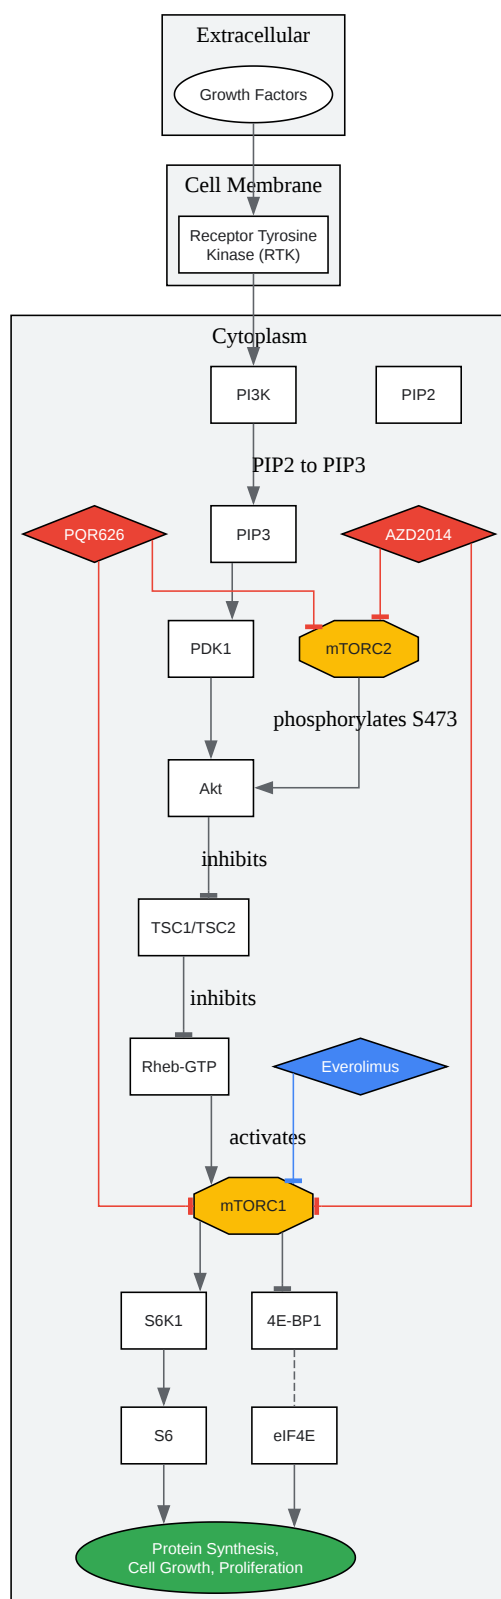 Extracellular
Growth Factors
Cell Membrane
Receptor Tyrosine
Kinase (RTK)
Cytoplasm
PI3K
PIP2
PIP2 to PIP3
PQR626
PIP3
AZD2014
PDK1
mTORC2
phosphorylates S473
Akt
inhibits
TSC1/TSC2
inhibits
Rheb-GTP
Everolimus
activates
mTORC1
S6K1
4E-BP1
S6
eIF4E
Protein Synthesis,
Cell Growth, Proliferation